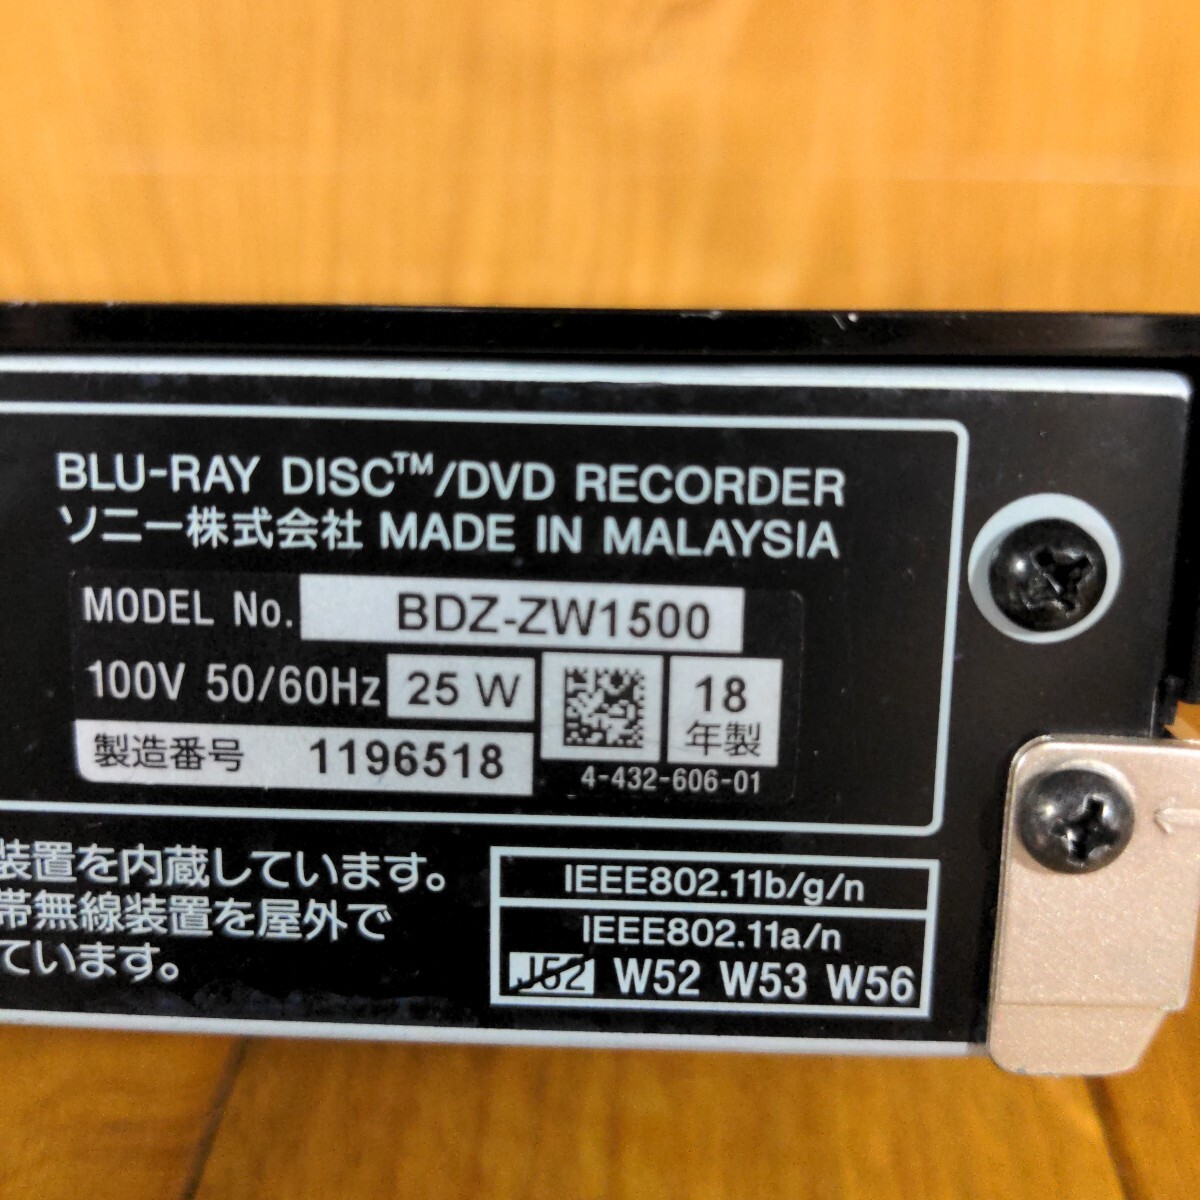 BLU-RAY DISC™/DVD RECORDER
ソニー株式会社 MADE IN MALAYSIA
MODEL No. BDZ-ZW1500
100V 50/60Hz 25 W
18
年製
製造番号 1196518
4-432-606-01
装置を内蔵しています。
帯無線装置を屋外で
ています。
IEEE802.11b/g/n
IEEE802.11a/n
J52 W52 W53 W56